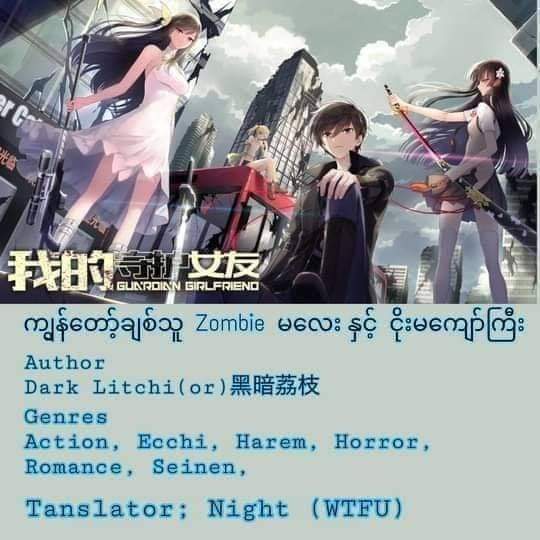 我的守护女友
GUARDIAN GIRLFRIEND
ကျွန်တော့်ချစ်သူ Zombie မလေး နှင့် ငိုးမကျော်ကြီး
Author
Dark Litchi(or)黑暗荔枝
Genres
Action, Ecchi, Harem, Horror,
Romance, Seinen,
Tanslator; Night (WTFU)